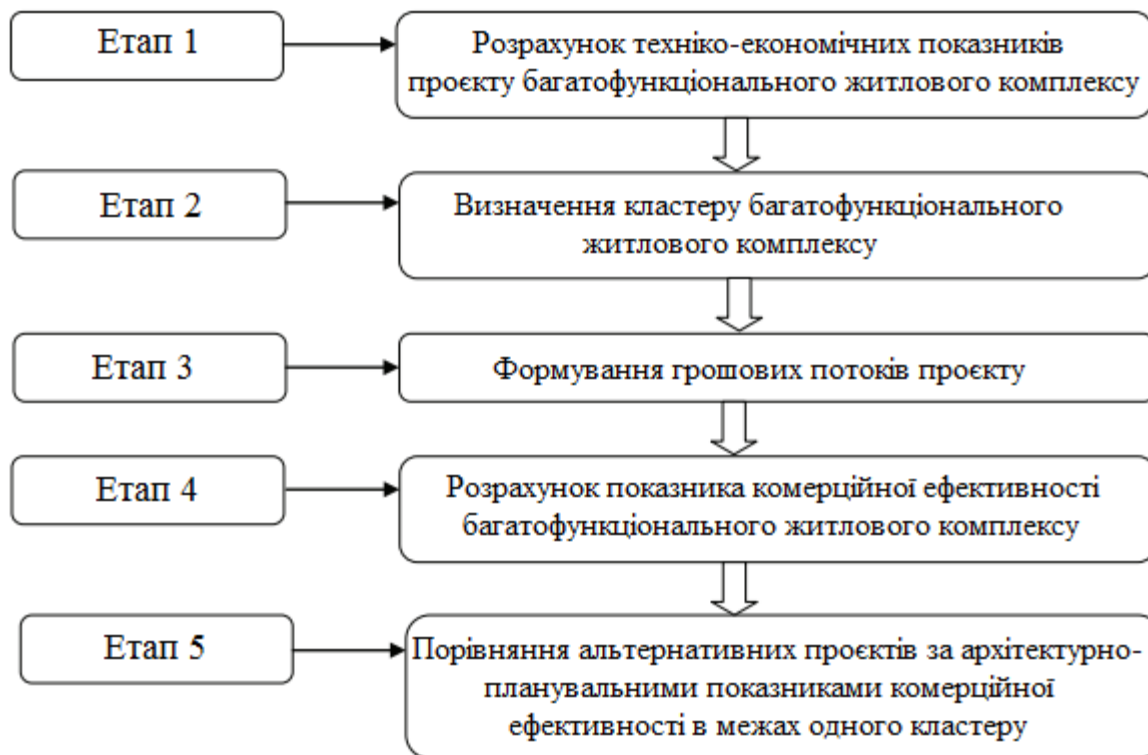 Етап 1
Розрахунок техніко-економічних показників
проєкту багатофункціонального житлового комплексу
Етап 2
Визначення кластеру багатофункціонального
житлового комплексу
Етап 3
Формування грошових потоків проєкту
Етап 4
Розрахунок показника комерційної ефективності
багатофункціонального житлового комплексу
Етап 5
Порівняння альтернативних проєктів за архітектурно-
планувальними показниками комерційної
ефективності в межах одного кластеру